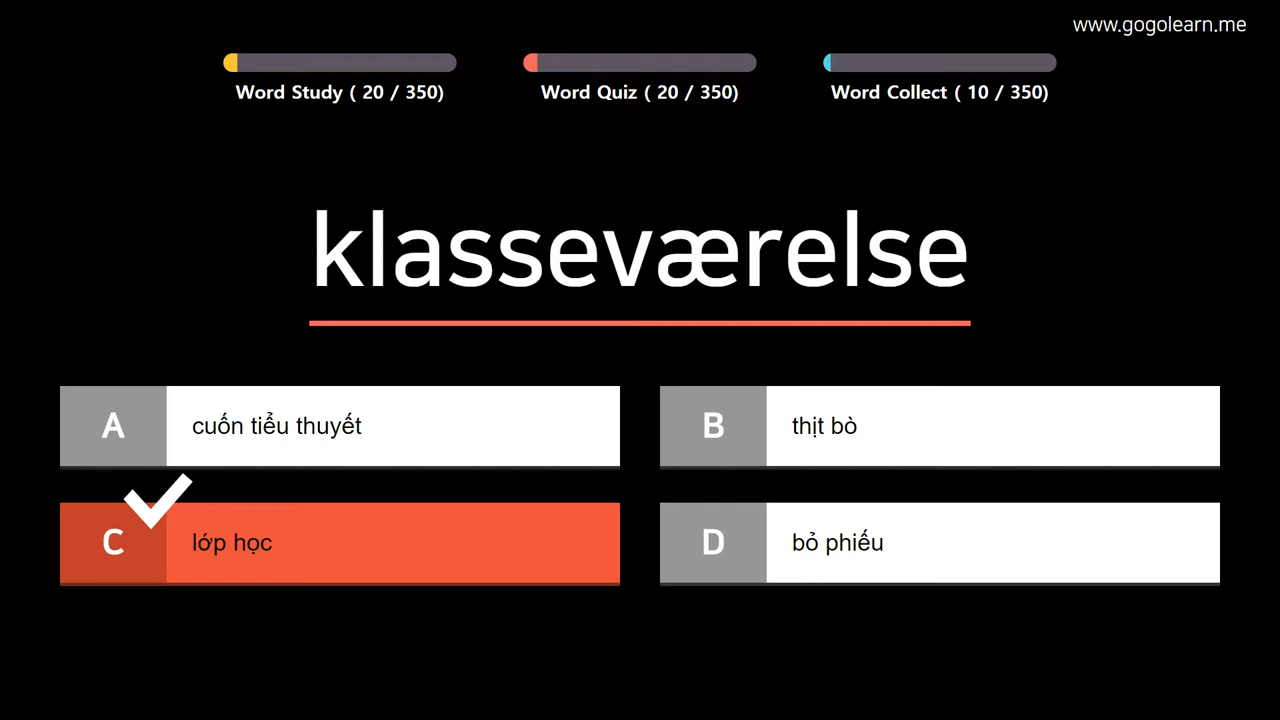 www.gogolearn.me
Word Study ( 20 / 350)
Word Quiz ( 20 / 350)
Word Collect ( 10 / 350)
klasseværelse
A
cuốn tiểu thuyết
B
thịt bò
C
lớp học
D
bỏ phiếu